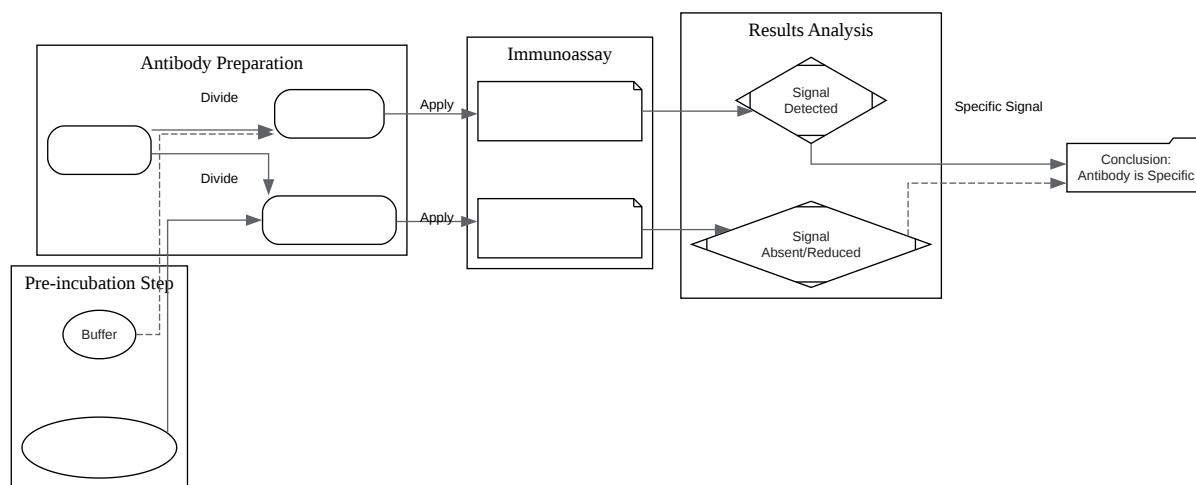 Antibody Preparation
Divide
Divide
Pre-incubation Step
Buffer
Apply
Apply
Immunoassay
Results Analysis
Signal
Detected
Signal
Absent/Reduced
Specific Signal
Conclusion:
Antibody is Specific